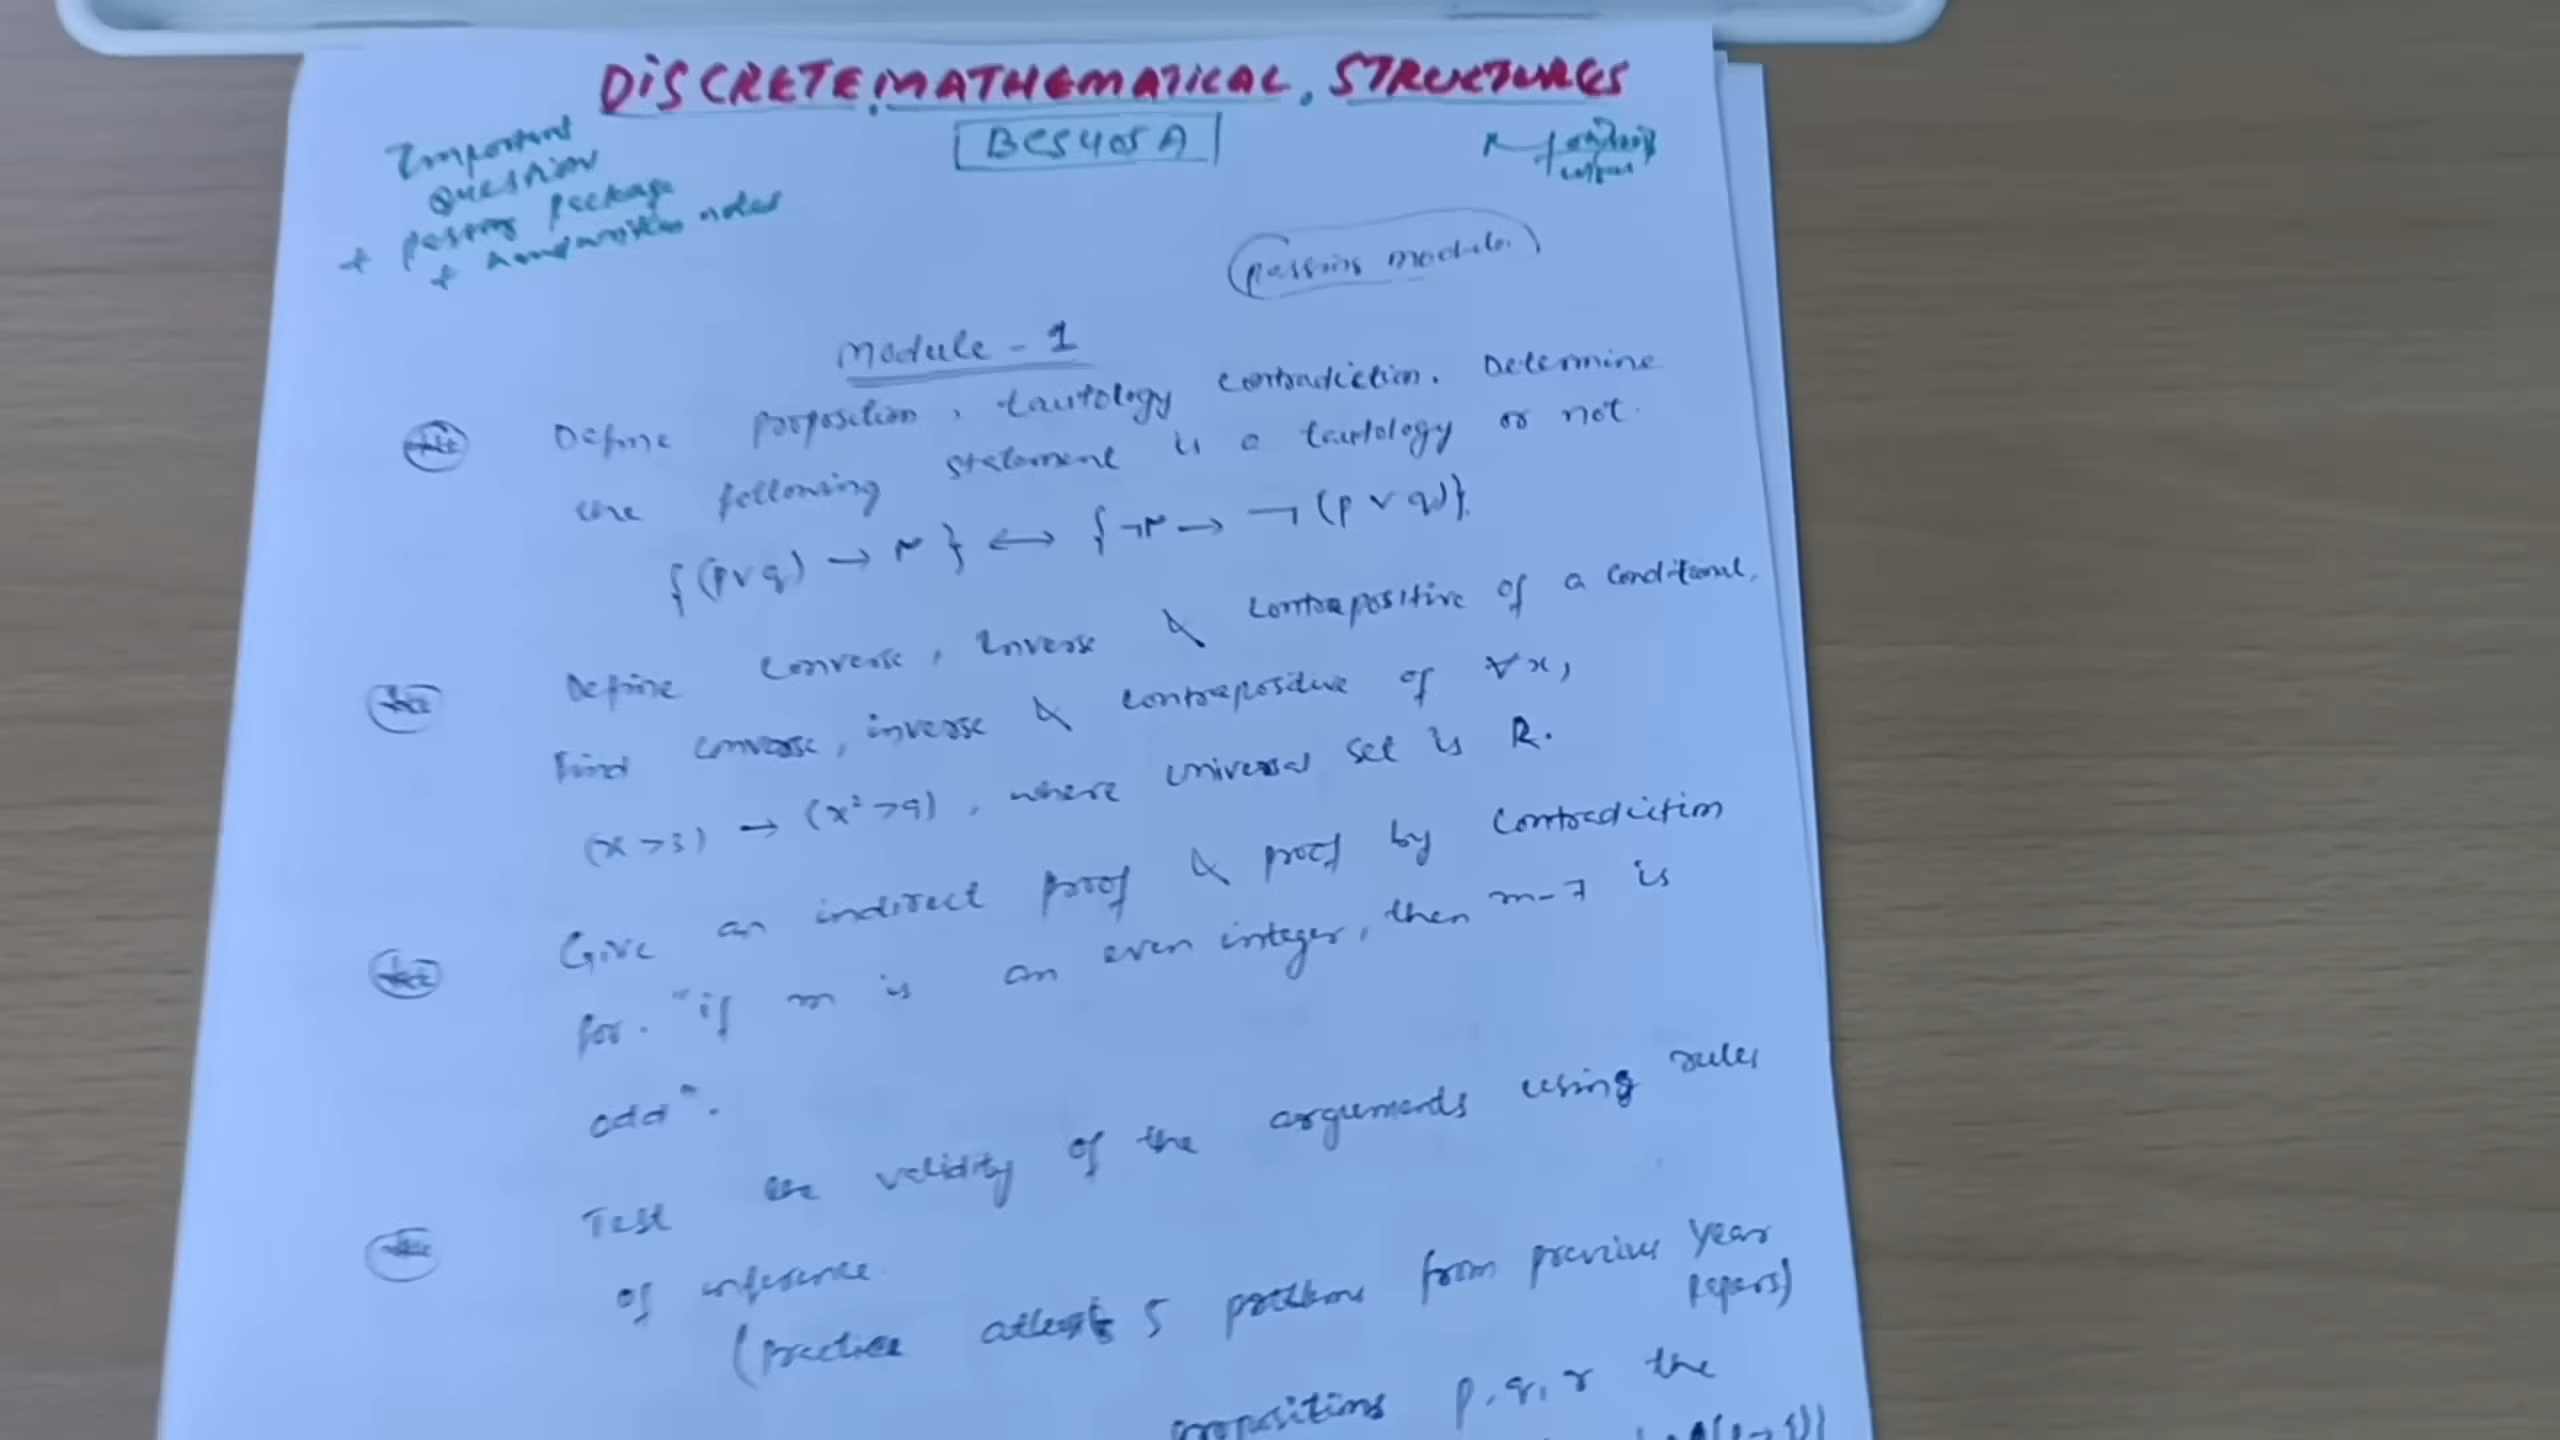 DISCRETE MATHEMATICAL STRUCTURES
BCS405A
Important
question
+ passing package
+ notes
passing module
Module - 1
Define proposition, tautology contradiction. Determine
the following statement is a tautology or not.
{(p∨q) → r} ↔ {¬r → ¬(p ∨ q)}.
Define converse, Inverse & contrapositive of a conditional.
Find converse, inverse & contrapositive of ∀x,
(x >3) → (x² >9), where universal set is R.
Give an indirect proof & proof by contradiction
for. "if m is an even integer, then m-7 is
odd".
Test the validity of the arguments using rules
of inference.
(practice atleast 5 problems from previous year
papers)
propositions p, q, r the